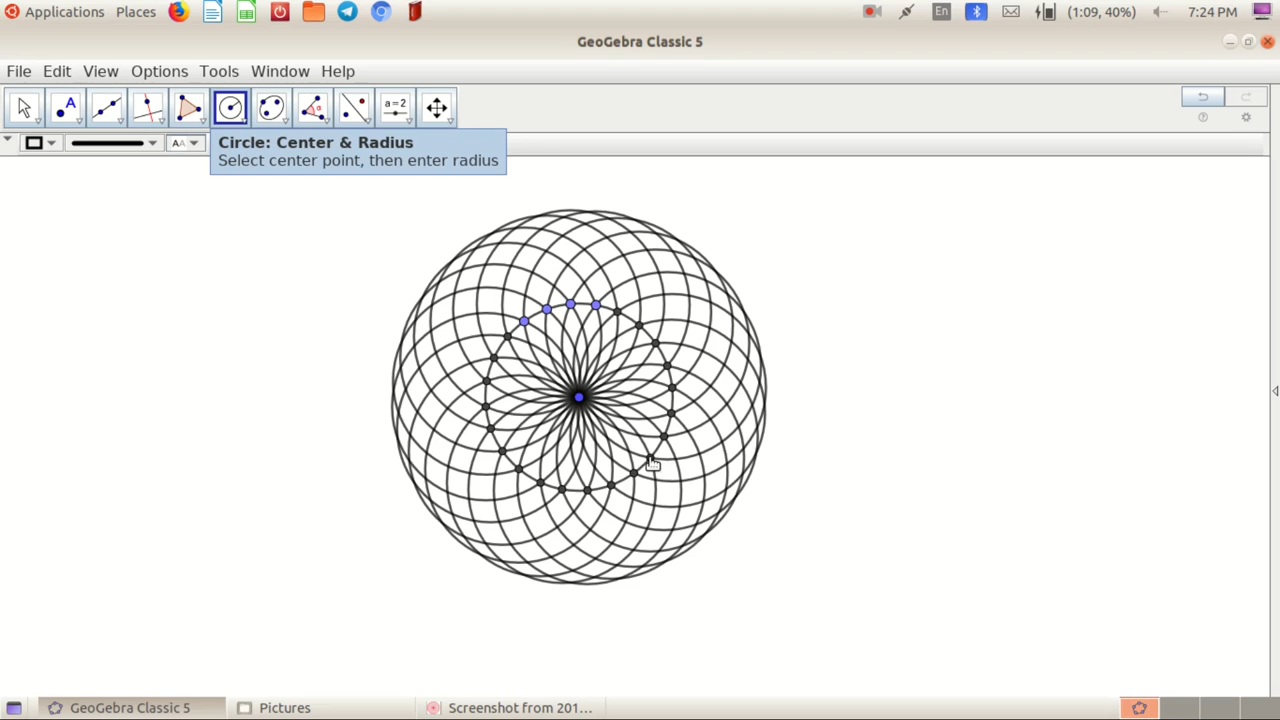 Applications Places En (1:09, 40%) 7:24 PM
GeoGebra Classic 5
File Edit View Options Tools Window Help
A α a=2
AA
Circle: Center & Radius
Select center point, then enter radius
GeoGebra Classic 5 Pictures Screenshot from 201...